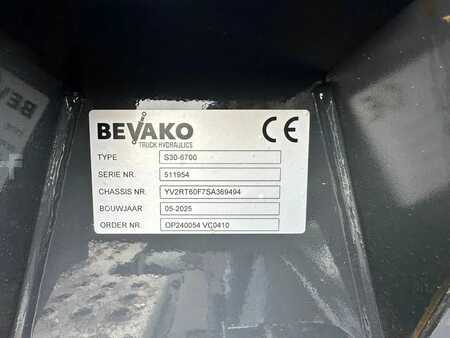 BEVAKO
TRUCK HYDRAULICS
CE
TYPE S30-6700
SERIE NR. 511954
CHASSIS NR. YV2RT60F7SA369494
BOUWJAAR 05-2025
ORDER NR. OP240054 VC0410